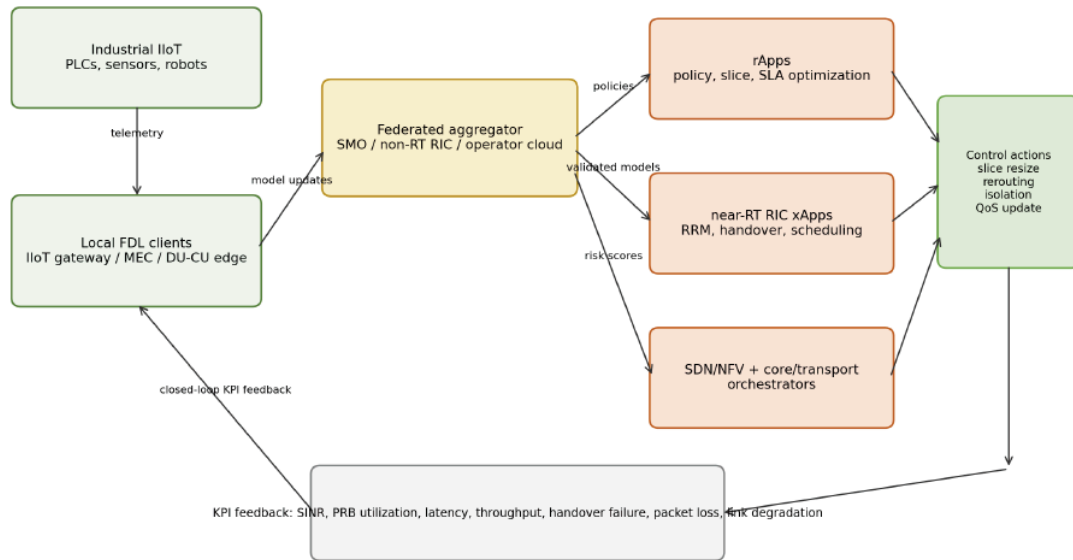 Industrial IIoT
PLCs, sensors, robots
telemetry
Local FDL clients
IIoT gateway / MEC / DU-CU edge
model updates
Federated aggregator
SMO / non-RT RIC / operator cloud
policies
validated models
risk scores
rApps
policy, slice, SLA optimization
near-RT RIC xApps
RRM, handover, scheduling
SDN/NFV + core/transport
orchestrators
Control actions
slice resize
rerouting
isolation
QoS update
closed-loop KPI feedback
KPI feedback: SINR, PRB utilization, latency, throughput, handover failure, packet loss, link degradation